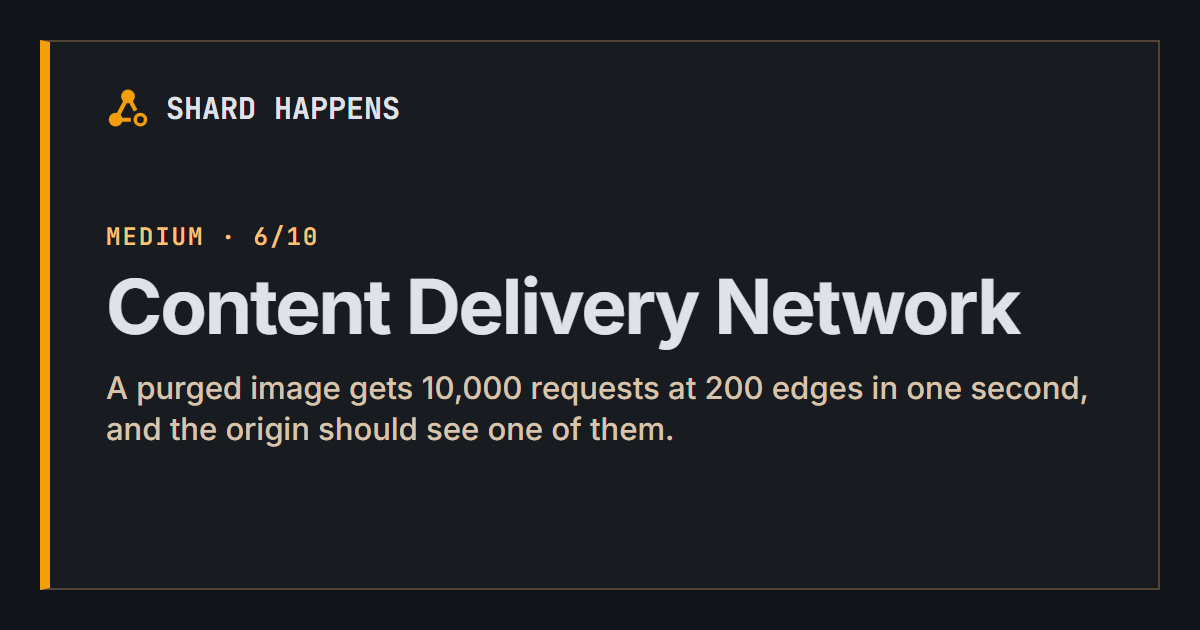 SHARD HAPPENS
MEDIUM · 6/10
Content Delivery Network
A purged image gets 10,000 requests at 200 edges in one second,
and the origin should see one of them.